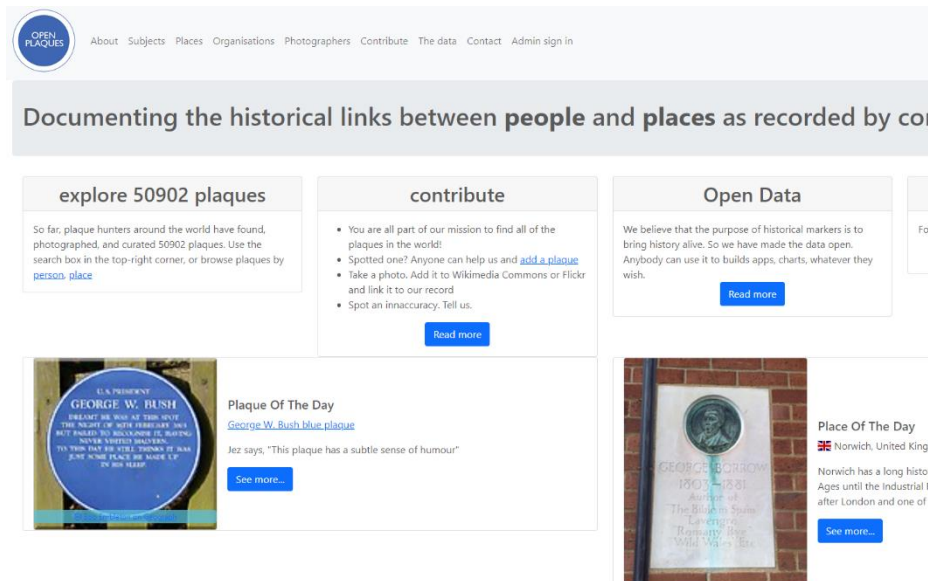 OPEN
PLAQUES
About Subjects Places Organisations Photographers Contribute The data Contact Admin sign in
Documenting the historical links between people and places as recorded by
explore 50902 plaques
So far, plaque hunters around the world have found,
photographed, and curated 50902 plaques. Use the
search box in the top-right corner, or browse plaques by
person, place
contribute
You are all part of our mission to find all of the
plaques in the world!
Spotted one? Anyone can help us and add a plaque
Take a photo. Add it to Wikimedia Commons or Flickr
and link it to our record
Spot an innaccuracy. Tell us.
Read more
Open Data
We believe that the purpose of historical markers is to
bring history alive. So we have made the data open.
Anybody can use it to builds apps, charts, whatever they
wish.
Read more
U.S. PRESIDENT
GEORGE W. BUSH
DREAMT HE WAS AT THIS SPOT
THE NIGHT OF 16TH FEBRUARY 2003
BUT FAILED TO RECOGNISE IT, HAVING
NEVER VISITED MALVERN.
TO THIS DAY HE STILL THINKS IT WAS
JUST SOME PLACE HE MADE UP
IN HIS SLEEP.
Plaque Of The Day
George W. Bush blue plaque
Jez says, "This plaque has a subtle sense of humour"
See more...
GEORGE BORROW
1803 - 1881
Author of
The Bible in Spain
Lavengro
Romany Rye
Wild Wales
Place Of The Day
Norwich, United
Norwich has a long
Ages until the Industrial
after London and one of
See more...